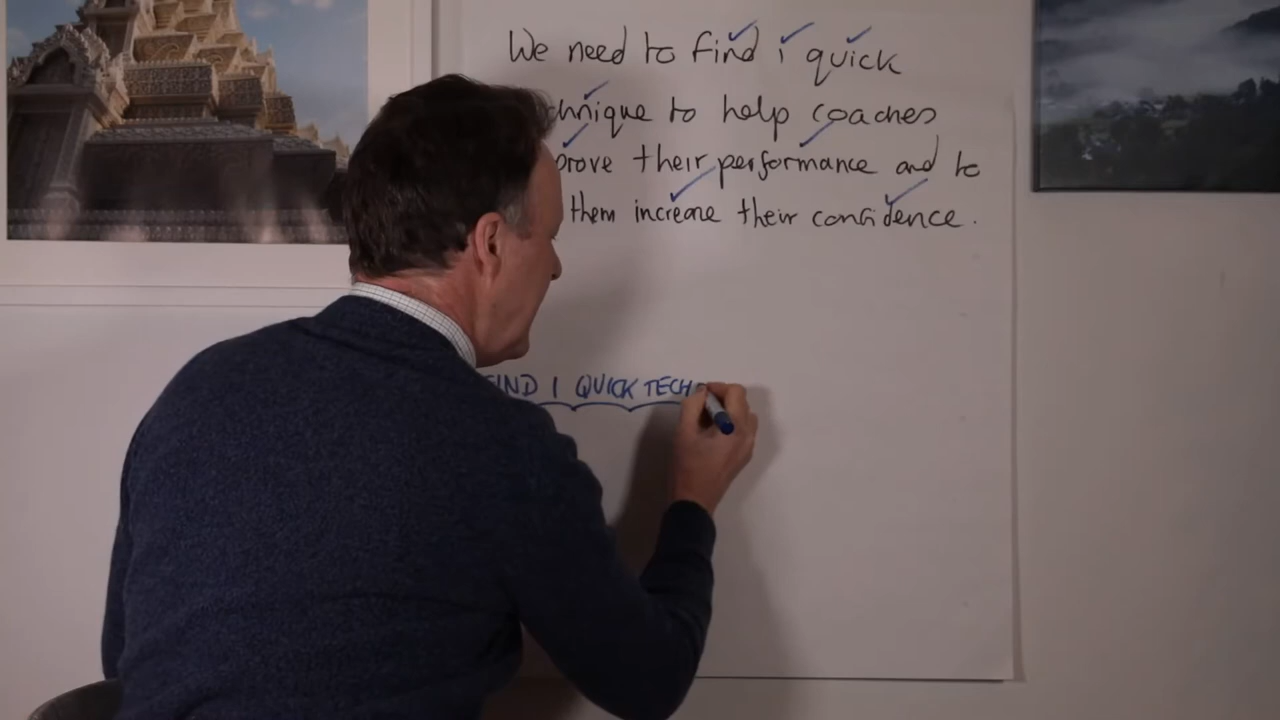 We need to find 1 quick
chnique to help coaches
prove their performance and to
them increase their confidence.
FIND 1 QUICK TECH